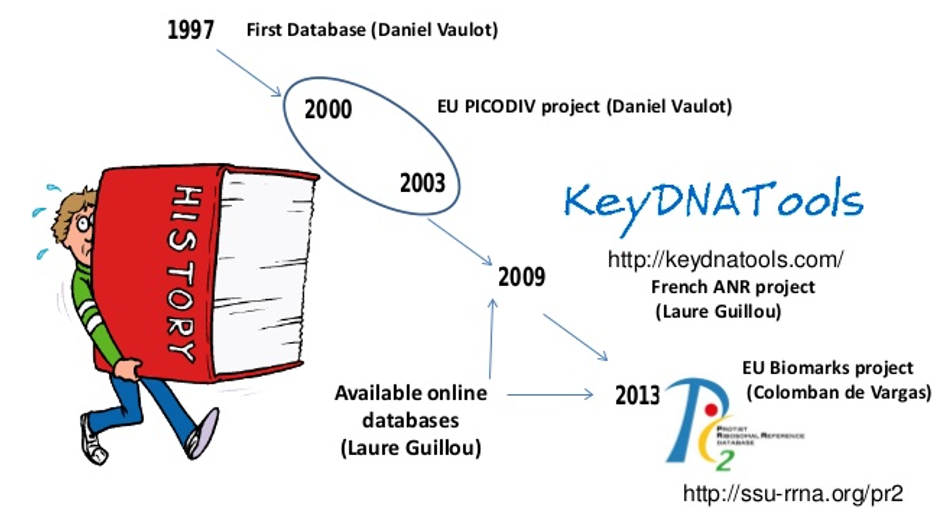 1997 First Database (Daniel Vaulot)
2000 EU PICODIV project (Daniel Vaulot)
2003
HISTORY
KeyDNATools
http://keydnatools.com/
2009 French ANR project
(Laure Guillou)
Available online
databases
(Laure Guillou)
2013 EU Biomarks project
(Colomban de Vargas)
PR2
PROTIST
RIBOSOMAL REFERENCE
DATABASE
http://ssu-rrna.org/pr2